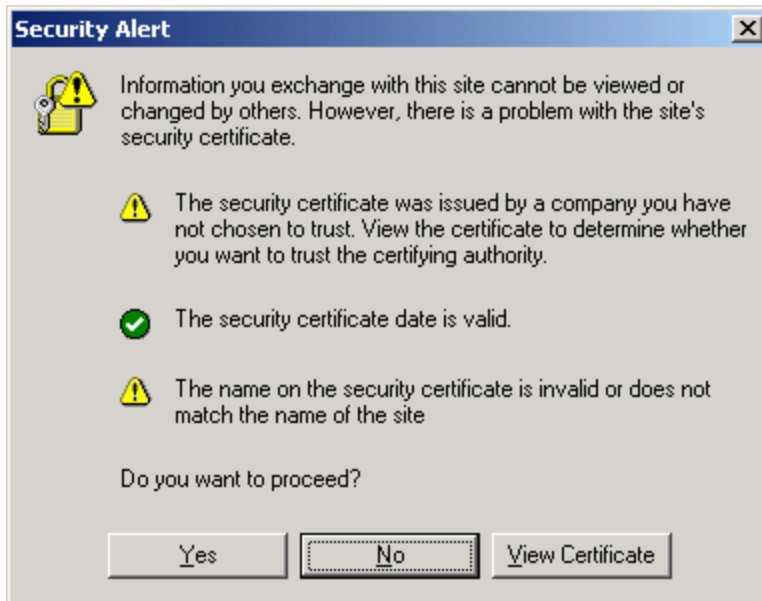 Security Alert
Information you exchange with this site cannot be viewed or
changed by others. However, there is a problem with the site's
security certificate.
The security certificate was issued by a company you have
not chosen to trust. View the certificate to determine whether
you want to trust the certifying authority.
The security certificate date is valid.
The name on the security certificate is invalid or does not
match the name of the site
Do you want to proceed?
Yes No View Certificate